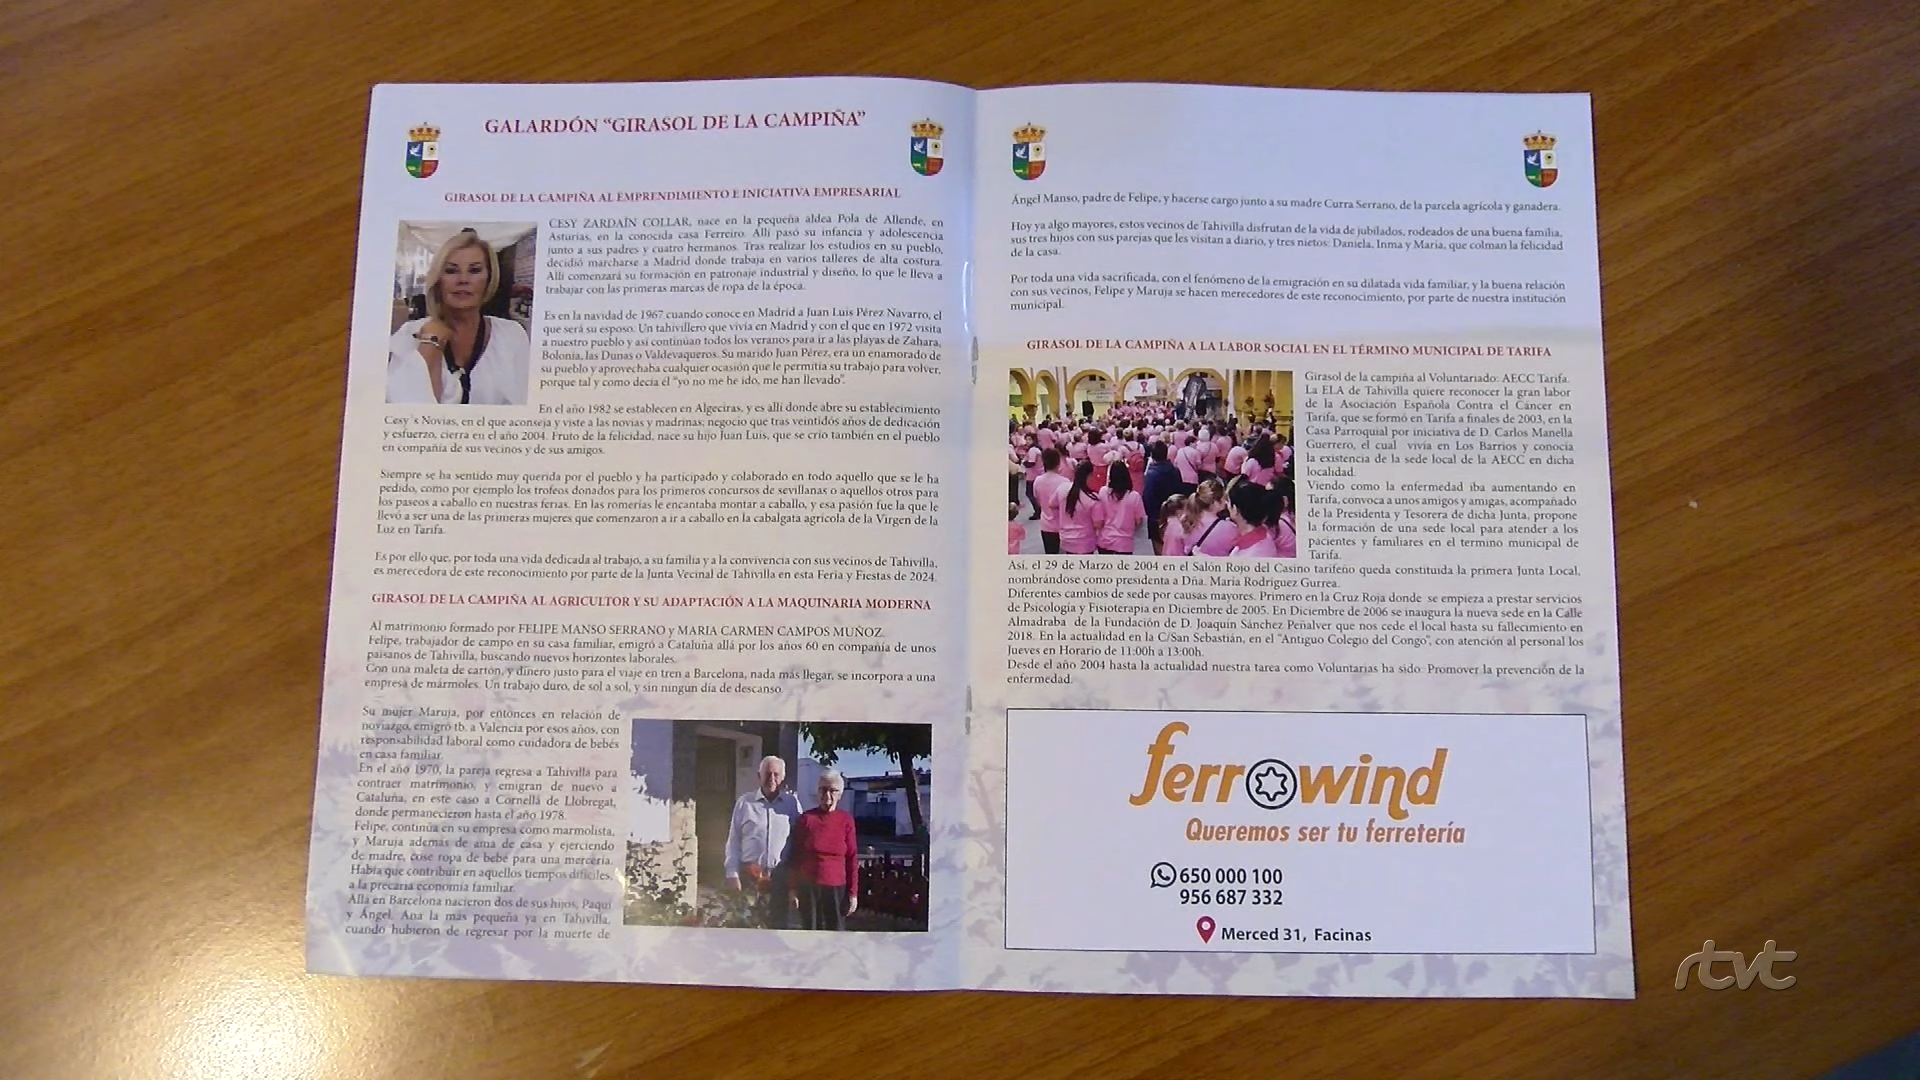 GALARDÓN “GIRASOL DE LA CAMPIÑA”
GIRASOL DE LA CAMPIÑA AL EMPRENDIMIENTO E INICIATIVA EMPRESARIAL
CESY ZARDAÍN COLLAR, nace en la pequeña aldea Pola de Allende, en
Asturias, en la conocida casa Ferreiro. Allí pasó su infancia y adolescencia
junto a sus padres y cuatro hermanos. Tras realizar los estudios en su pueblo,
decidió marcharse a Madrid donde trabaja en varios talleres de alta costura.
Allí comenzará su formación en patronaje industrial y diseño, lo que le lleva a
trabajar con las primeras marcas de ropa de la época.
Es en la navidad de 1967 cuando conoce en Madrid a Juan Luis Pérez Navarro, el
que será su esposo. Un tahivillero que vivía en Madrid y con el que en 1972 visita
a nuestro pueblo y así continúan todos los veranos para ir a las playas de Zahara,
Bolonia, las Dunas o Valdevaqueros. Su marido Juan Pérez, era un enamorado de
su pueblo y aprovechaba cualquier ocasión que le permitía su trabajo para volver,
porque tal y como decía él “yo no me he ido, me han llevado”.
En el año 1982 se establecen en Algeciras, y es allí donde abre su establecimiento
Cesy´s Novias, en el que aconseja y viste a las novias y madrinas; negocio que tras veintidós años de dedicación
y esfuerzo, cierra en el año 2004. Fruto de la felicidad, nace su hijo Juan Luis, que se crio también en el pueblo
en compañía de sus vecinos y de sus amigos.
Siempre se ha sentido muy querida por el pueblo y ha participado y colaborado en todo aquello que se le ha
pedido, como por ejemplo los trofeos donados para los primeros concursos de sevillanas o aquellos otros para
los paseos a caballo en nuestras ferias. En las romerías le encantaba montar a caballo, y esa pasión fue la que le
llevó a ser una de las primeras mujeres que comenzaron a ir a caballo en la cabalgata agrícola de la Virgen de la
Luz en Tarifa.
Es por ello que, por toda una vida dedicada al trabajo, a su familia y a la convivencia con sus vecinos de Tahivilla,
es merecedora de este reconocimiento por parte de la Junta Vecinal de Tahivilla en esta Feria y Fiestas de 2024.
GIRASOL DE LA CAMPIÑA AL AGRICULTOR Y SU ADAPTACIÓN A LA MAQUINARIA MODERNA
Al matrimonio formado por FELIPE MANSO SERRANO y MARIA CARMEN CAMPOS MUÑOZ.
Felipe, trabajador de campo en su casa familiar, emigró a Cataluña allá por los años 60 en compañía de unos
paisanos de Tahivilla, buscando nuevos horizontes laborales.
Con una maleta de cartón, y dinero justo para el viaje en tren a Barcelona, nada más llegar, se incorpora a una
empresa de mármoles. Un trabajo duro, de sol a sol, y sin ningun día de descanso.
Su mujer Maruja, por entonces en relación de
noviazgo, emigró tb. a Valencia por esos años, con
responsabilidad laboral como cuidadora de bebés
en casa familiar.
En el año 1970, la pareja regresa a Tahivilla para
contraer matrimonio, y emigran de nuevo a
Cataluña, en este caso a Cornellá de Llobregat,
donde permanecieron hasta el año 1978.
Felipe, continúa en su empresa como marmolista,
y Maruja además de ama de casa y ejerciendo
de madre, cose ropa de bebé para una mercería.
Había que contribuir en aquellos tiempos difíciles,
a la precaria economía familiar.
Allá en Barcelona nacieron dos de sus hijos, Paqui
y Ángel. Ana la más pequeña ya en Tahivilla,
cuando hubieron de regresar por la muerte de
Ángel Manso, padre de Felipe, y hacerse cargo junto a su madre Curra Serrano, de la parcela agrícola y ganadera.
Hoy ya algo mayores, estos vecinos de Tahivilla disfrutan de la vida de jubilados, rodeados de una buena familia,
sus tres hijos con sus parejas que les visitan a diario, y tres nietos: Daniela, Inma y Maria, que colman la felicidad
de la casa.
Por toda una vida sacrificada, con el fenómeno de la emigración en su dilatada vida familiar, y la buena relación
con sus vecinos, Felipe y Maruja se hacen merecedores de este reconocimiento, por parte de nuestra institución
municipal.
GIRASOL DE LA CAMPIÑA A LA LABOR SOCIAL EN EL TÉRMINO MUNICIPAL DE TARIFA
Girasol de la campiña al Voluntariado: AECC Tarifa.
La ELA de Tahivilla quiere reconocer la gran labor
de la Asociación Española Contra el Cáncer en
Tarifa, que se formó en Tarifa a finales de 2003, en la
Casa Parroquial por iniciativa de D. Carlos Manella
Guerrero, el cual vivía en Los Barrios y conocía
la existencia de la sede local de la AECC en dicha
localidad.
Viendo como la enfermedad iba aumentando en
Tarifa, convoca a unos amigos y amigas, acompañado
de la Presidenta y Tesorera de dicha Junta, propone
la formación de una sede local para atender a los
pacientes y familiares en el termino municipal de
Tarifa.
Así, el 29 de Marzo de 2004 en el Salón Rojo del Casino tarifeño queda constituida la primera Junta Local,
nombrándose como presidenta a Dña. Maria Rodriguez Gurrea.
Diferentes cambios de sede por causas mayores. Primero en la Cruz Roja donde se empieza a prestar servicios
de Psicología y Fisioterapia en Diciembre de 2005. En Diciembre de 2006 se inaugura la nueva sede en la Calle
Almadraba de la Fundación de D. Joaquín Sánchez Peñalver que nos cede el local hasta su fallecimiento en
2018. En la actualidad en la C/San Sebastián, en el “Antiguo Colegio del Congo”, con atención al personal los
Jueves en Horario de 11:00h a 13:00h.
Desde el año 2004 hasta la actualidad nuestra tarea como Voluntarias ha sido: Promover la prevención de la
enfermedad.
ferrowind
Queremos ser tu ferretería
650 000 100
956 687 332
Merced 31, Facinas
rtvt